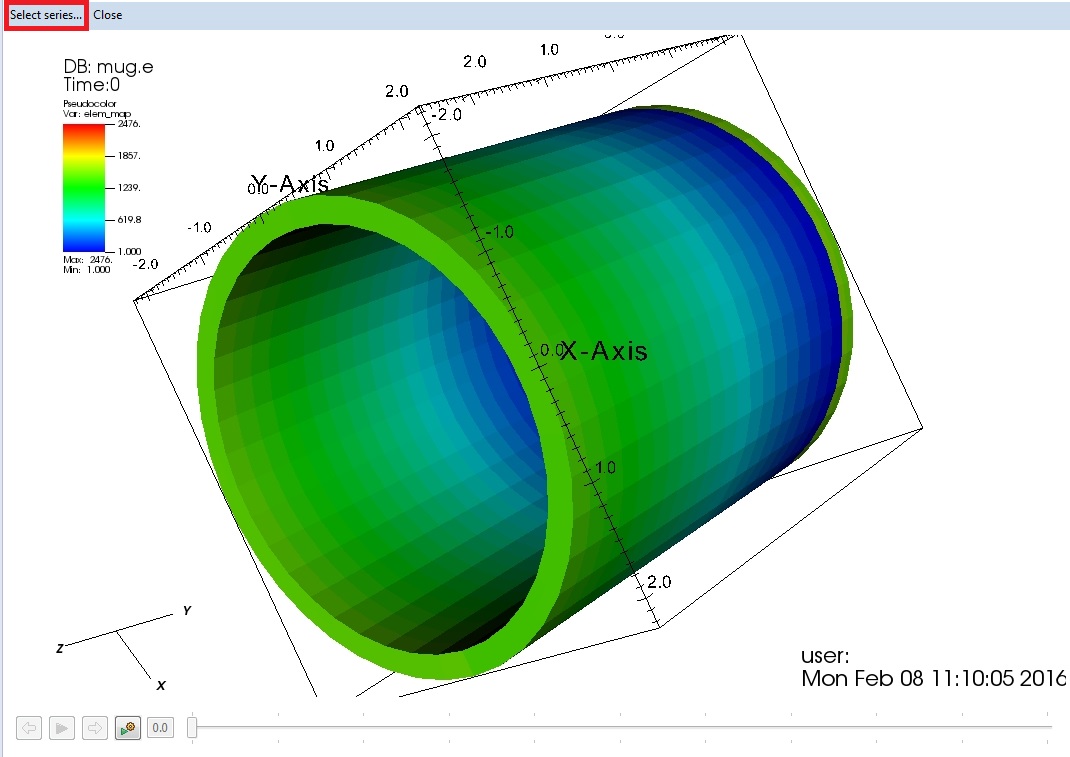 Select series... Close
DB: mug.e
Time:0
Pseudocolor
Var: elem_map
2476.
1857.
1239.
619.8
1.000
Max: 2476.
Min: 1.000
2.0
1.0
0.0
-1.0
-2.0
Y-Axis
2.0
1.0
0.0
-2.0
-1.0
0.0
X-Axis
1.0
2.0
Z
Y
X
user:
Mon Feb 08 11:10:05 2016
0.0